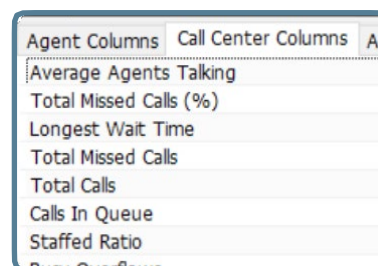 Agent Columns Call Center Columns A
Average Agents Talking
Total Missed Calls (%)
Longest Wait Time
Total Missed Calls
Total Calls
Calls In Queue
Staffed Ratio